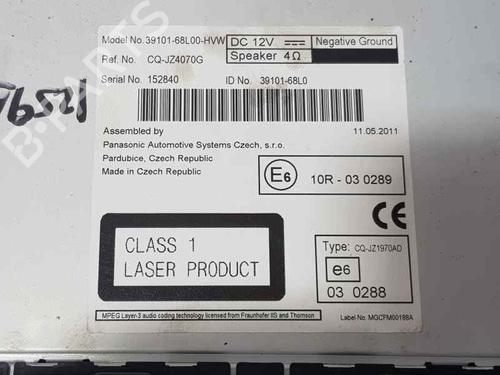 Model No. 39101-68L00-HVW
DC 12V
Negative Ground
Ref. No. CQ-JZ4070G
Speaker 4Ω
Serial No. 152840
ID No. 39101-68L0
Assembled by
11.05.2011
Panasonic Automotive Systems Czech, s.r.o.
Pardubice, Czech Republic
Made in Czech Republic
E6
10R - 03 0289
CE
CLASS 1
LASER PRODUCT
Type: CQ-JZ1970AD
e6
03 0288
MPEG Layer-3 audio coding technology licensed from Fraunhofer IIS and Thomson
Label No. MGCFM00188A
B-PARTS